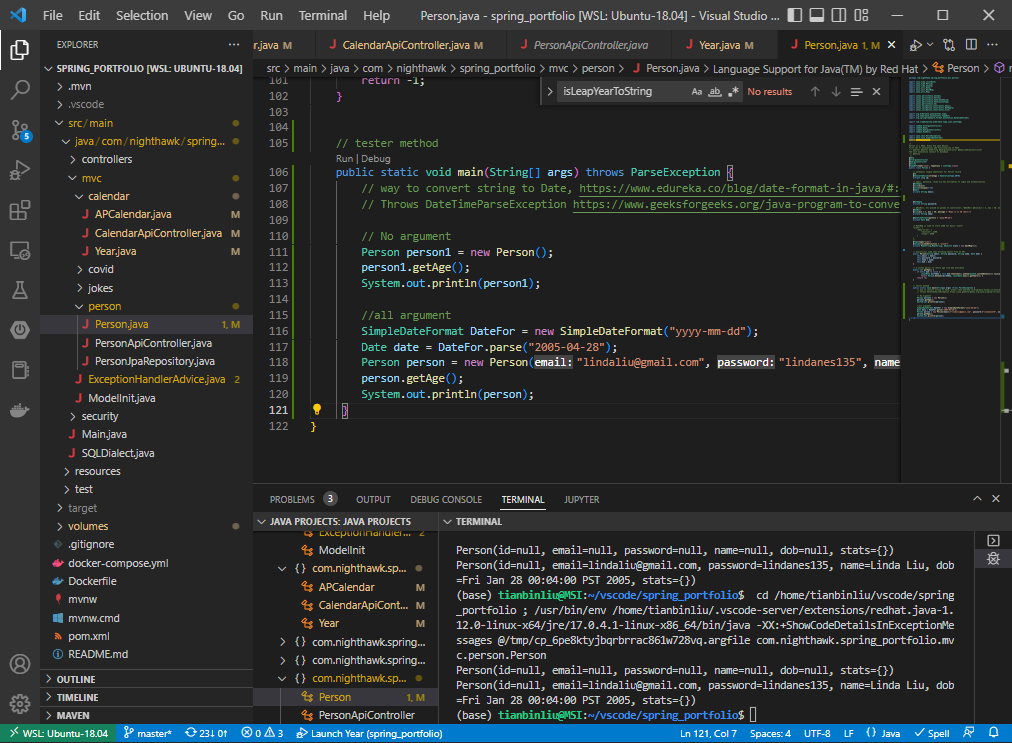 File Edit Selection View Go Run Terminal Help Person.java - spring_portfolio [WSL: Ubuntu-18.04] - Visual Studio ...
EXPLORER
r.java M CalendarApiController.java M PersonApiController.java Year.java M Person.java 1, M
src > main > java > com > nighthawk > spring_portfolio > mvc > person > Person.java > Language Support for Java(TM) by Red Hat > Person >
SPRING_PORTFOLIO [WSL: UBUNTU-18.04]
.mvn
.vscode
src / main
java / com / nighthawk / spring...
controllers
mvc
calendar
APCalendar.java M
CalendarApiController.java M
Year.java M
covid
jokes
person
Person.java 1, M
PersonApiController.java
PersonJpaRepository.java
ExceptionHandlerAdvice.java 2
ModelInit.java
security
Main.java
SQLDialect.java
resources
test
target
volumes
.gitignore
docker-compose.yml
Dockerfile
mvnw
mvnw.cmd
pom.xml
README.md
OUTLINE
TIMELINE
MAVEN
5
isLeapYearToString Aa ab .* No results
101 return -1;
102 }
103
104
105 // tester method
Run | Debug
106 public static void main(String[] args) throws ParseException {
107 // way to convert string to Date, https://www.edureka.co/blog/date-format-in-java/#:
108 // Throws DateTimeParseException https://www.geeksforgeeks.org/java-program-to-conve
109
110 // No argument
111 Person person1 = new Person();
112 person1.getAge();
113 System.out.println(person1);
114
115 //all argument
116 SimpleDateFormat DateFor = new SimpleDateFormat("yyyy-mm-dd");
117 Date date = DateFor.parse("2005-04-28");
118 Person person = new Person(email: "lindaliu@gmail.com", password: "lindanes135", name
119 person.getAge();
120 System.out.println(person);
121 }
122 }
PROBLEMS 3 OUTPUT DEBUG CONSOLE TERMINAL JUPYTER
JAVA PROJECTS: JAVA PROJECTS
ExceptionHandler... 2
ModelInit
{} com.nighthawk.sp...
APCalendar M
CalendarApiCont... M
Year M
{} com.nighthawk.spring...
{} com.nighthawk.spring...
{} com.nighthawk.sp...
Person 1, M
PersonApiController
TERMINAL
Person(id=null, email=null, password=null, name=null, dob=null, stats={})
Person(id=null, email=lindaliu@gmail.com, password=lindanes135, name=Linda Liu, dob
=Fri Jan 28 00:04:00 PST 2005, stats={})
(base) tianbinliu@MSI:~/vscode/spring_portfolio$ cd /home/tianbinliu/vscode/spring
_portfolio ; /usr/bin/env /home/tianbinliu/.vscode-server/extensions/redhat.java-1.
12.0-linux-x64/jre/17.0.4.1-linux-x86_64/bin/java -XX:+ShowCodeDetailsInExceptionMe
ssages @/tmp/cp_6pe8ktyjbqrbrrac861w728vq.argfile com.nighthawk.spring_portfolio.mv
c.person.Person
Person(id=null, email=null, password=null, name=null, dob=null, stats={})
Person(id=null, email=lindaliu@gmail.com, password=lindanes135, name=Linda Liu, dob
=Fri Jan 28 00:04:00 PST 2005, stats={})
(base) tianbinliu@MSI:~/vscode/spring_portfolio$
WSL: Ubuntu-18.04 master* 23↓ 0↑ 0 3 Launch Year (spring_portfolio) Ln 121, Col 7 Spaces: 4 UTF-8 LF {} Java Spell